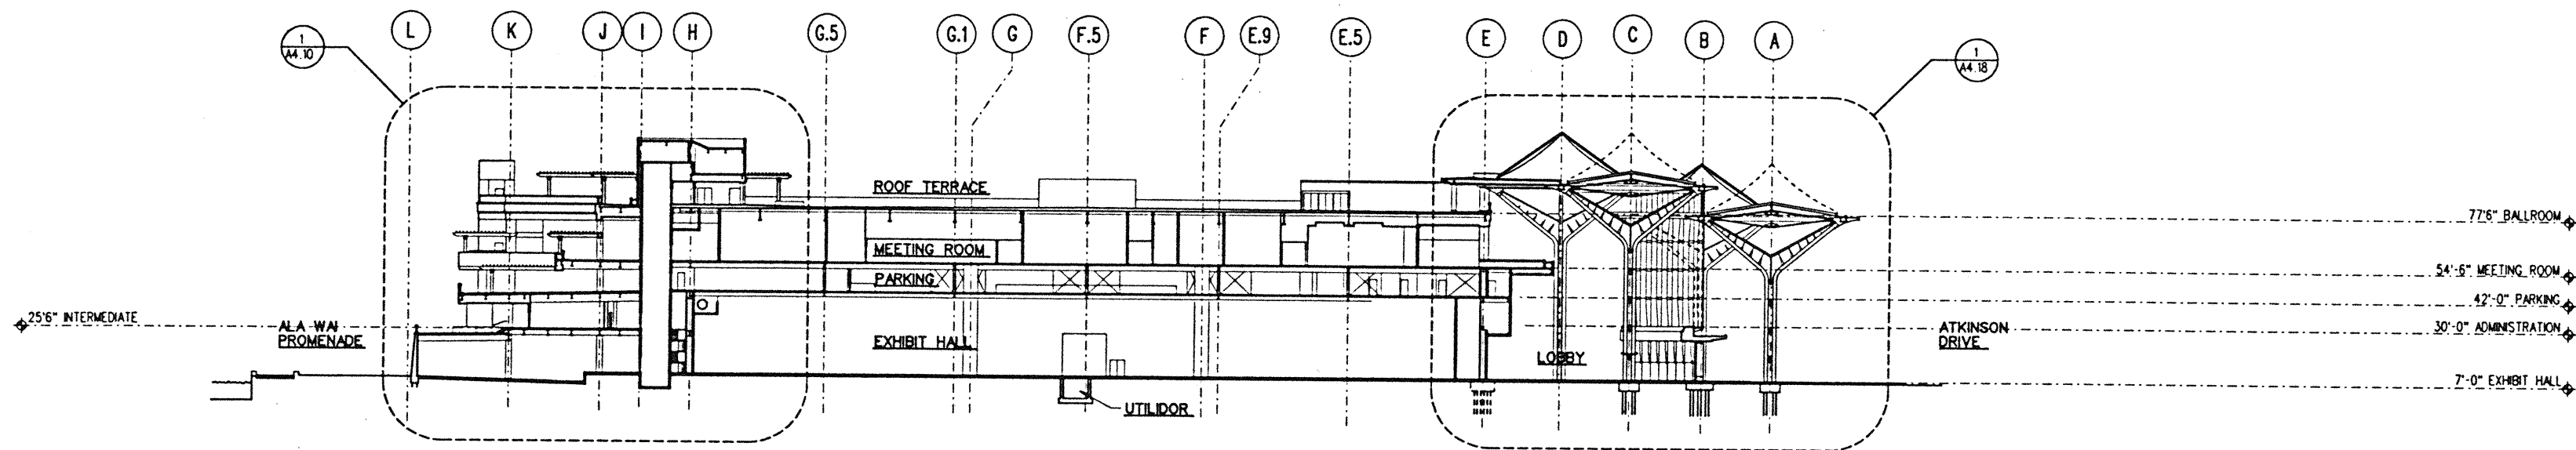 L
K
J
I
H
G.5
G.1
G
F.5
F
E.9
E.5
E
D
C
B
A
1
A4.10
1
A4.18
ROOF TERRACE
77'6" BALLROOM
MEETING ROOM
54'-6" MEETING ROOM
PARKING
42'-0" PARKING
25'6" INTERMEDIATE
ALA WAI
PROMENADE
EXHIBIT HALL
LOBBY
ATKINSON
DRIVE
30'-0" ADMINISTRATION
7'-0" EXHIBIT HALL
UTILIDOR